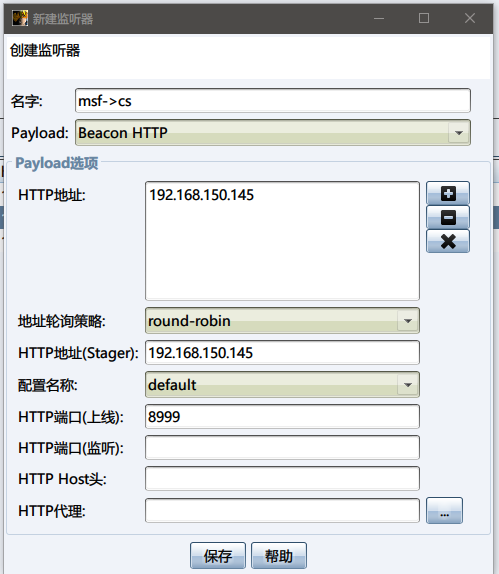 新建监听器
创建监听器
名字: msf->cs
Payload: Beacon HTTP
Payload选项
HTTP地址: 192.168.150.145
地址轮询策略: round-robin
HTTP地址(Stager): 192.168.150.145
配置名称: default
HTTP端口(上线): 8999
HTTP端口(监听):
HTTP Host头:
HTTP代理: ...
保存 帮助